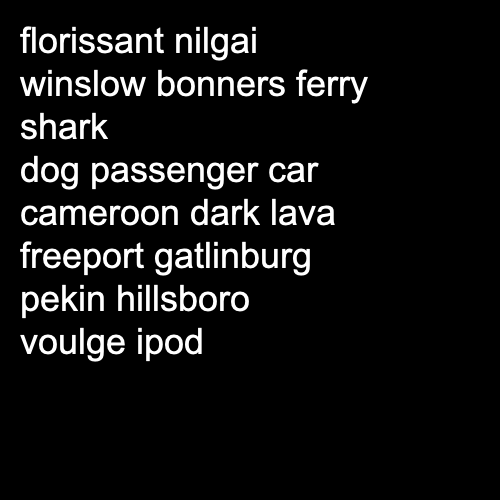 florissant nilgai
winslow bonners ferry
shark
dog passenger car
cameroon dark lava
freeport gatlinburg
pekin hillsboro
voulge ipod